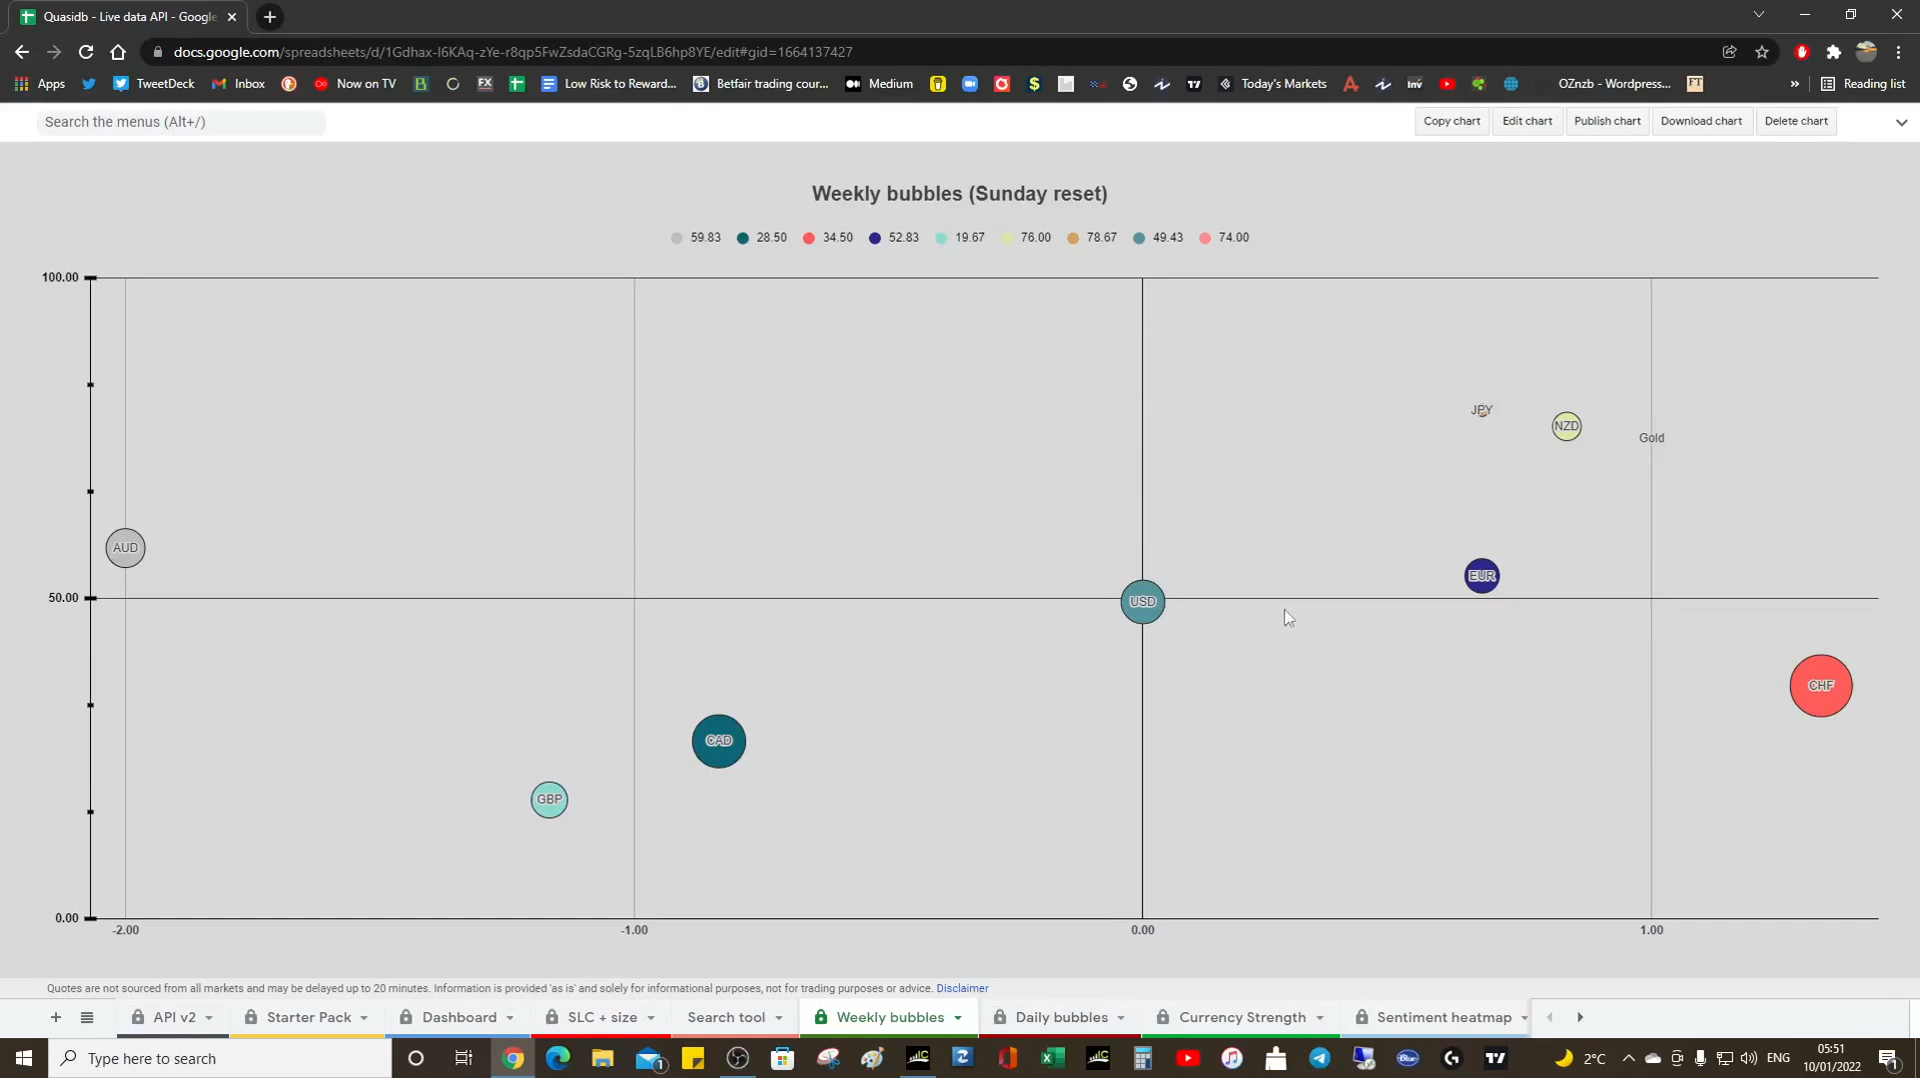 Quasidb - Live data API - Google
docs.google.com/spreadsheets/d/1Gdhax-I6KAq-zYe-r8qp5FwZsdaCGRg-5zqLB6hp8YE/edit#gid=1664137427
Apps TweetDeck Inbox Now on TV FX Low Risk to Reward... Betfair trading cour... Medium Today's Markets Inv OZnzb - Wordpress... FT » Reading list
Search the menus (Alt+/) Copy chart Edit chart Publish chart Download chart Delete chart
Weekly bubbles (Sunday reset)
59.83 28.50 34.50 52.83 19.67 76.00 78.67 49.43 74.00
100.00
JPY
NZD
Gold
AUD
EUR
50.00
USD
CHF
CAD
GBP
0.00
-2.00 -1.00 0.00 1.00
Quotes are not sourced from all markets and may be delayed up to 20 minutes. Information is provided 'as is' and solely for informational purposes, not for trading purposes or advice. Disclaimer
API v2 Starter Pack Dashboard SLC + size Search tool Weekly bubbles Daily bubbles Currency Strength Sentiment heatmap
Type here to search 2°C ENG 05:51
10/01/2022